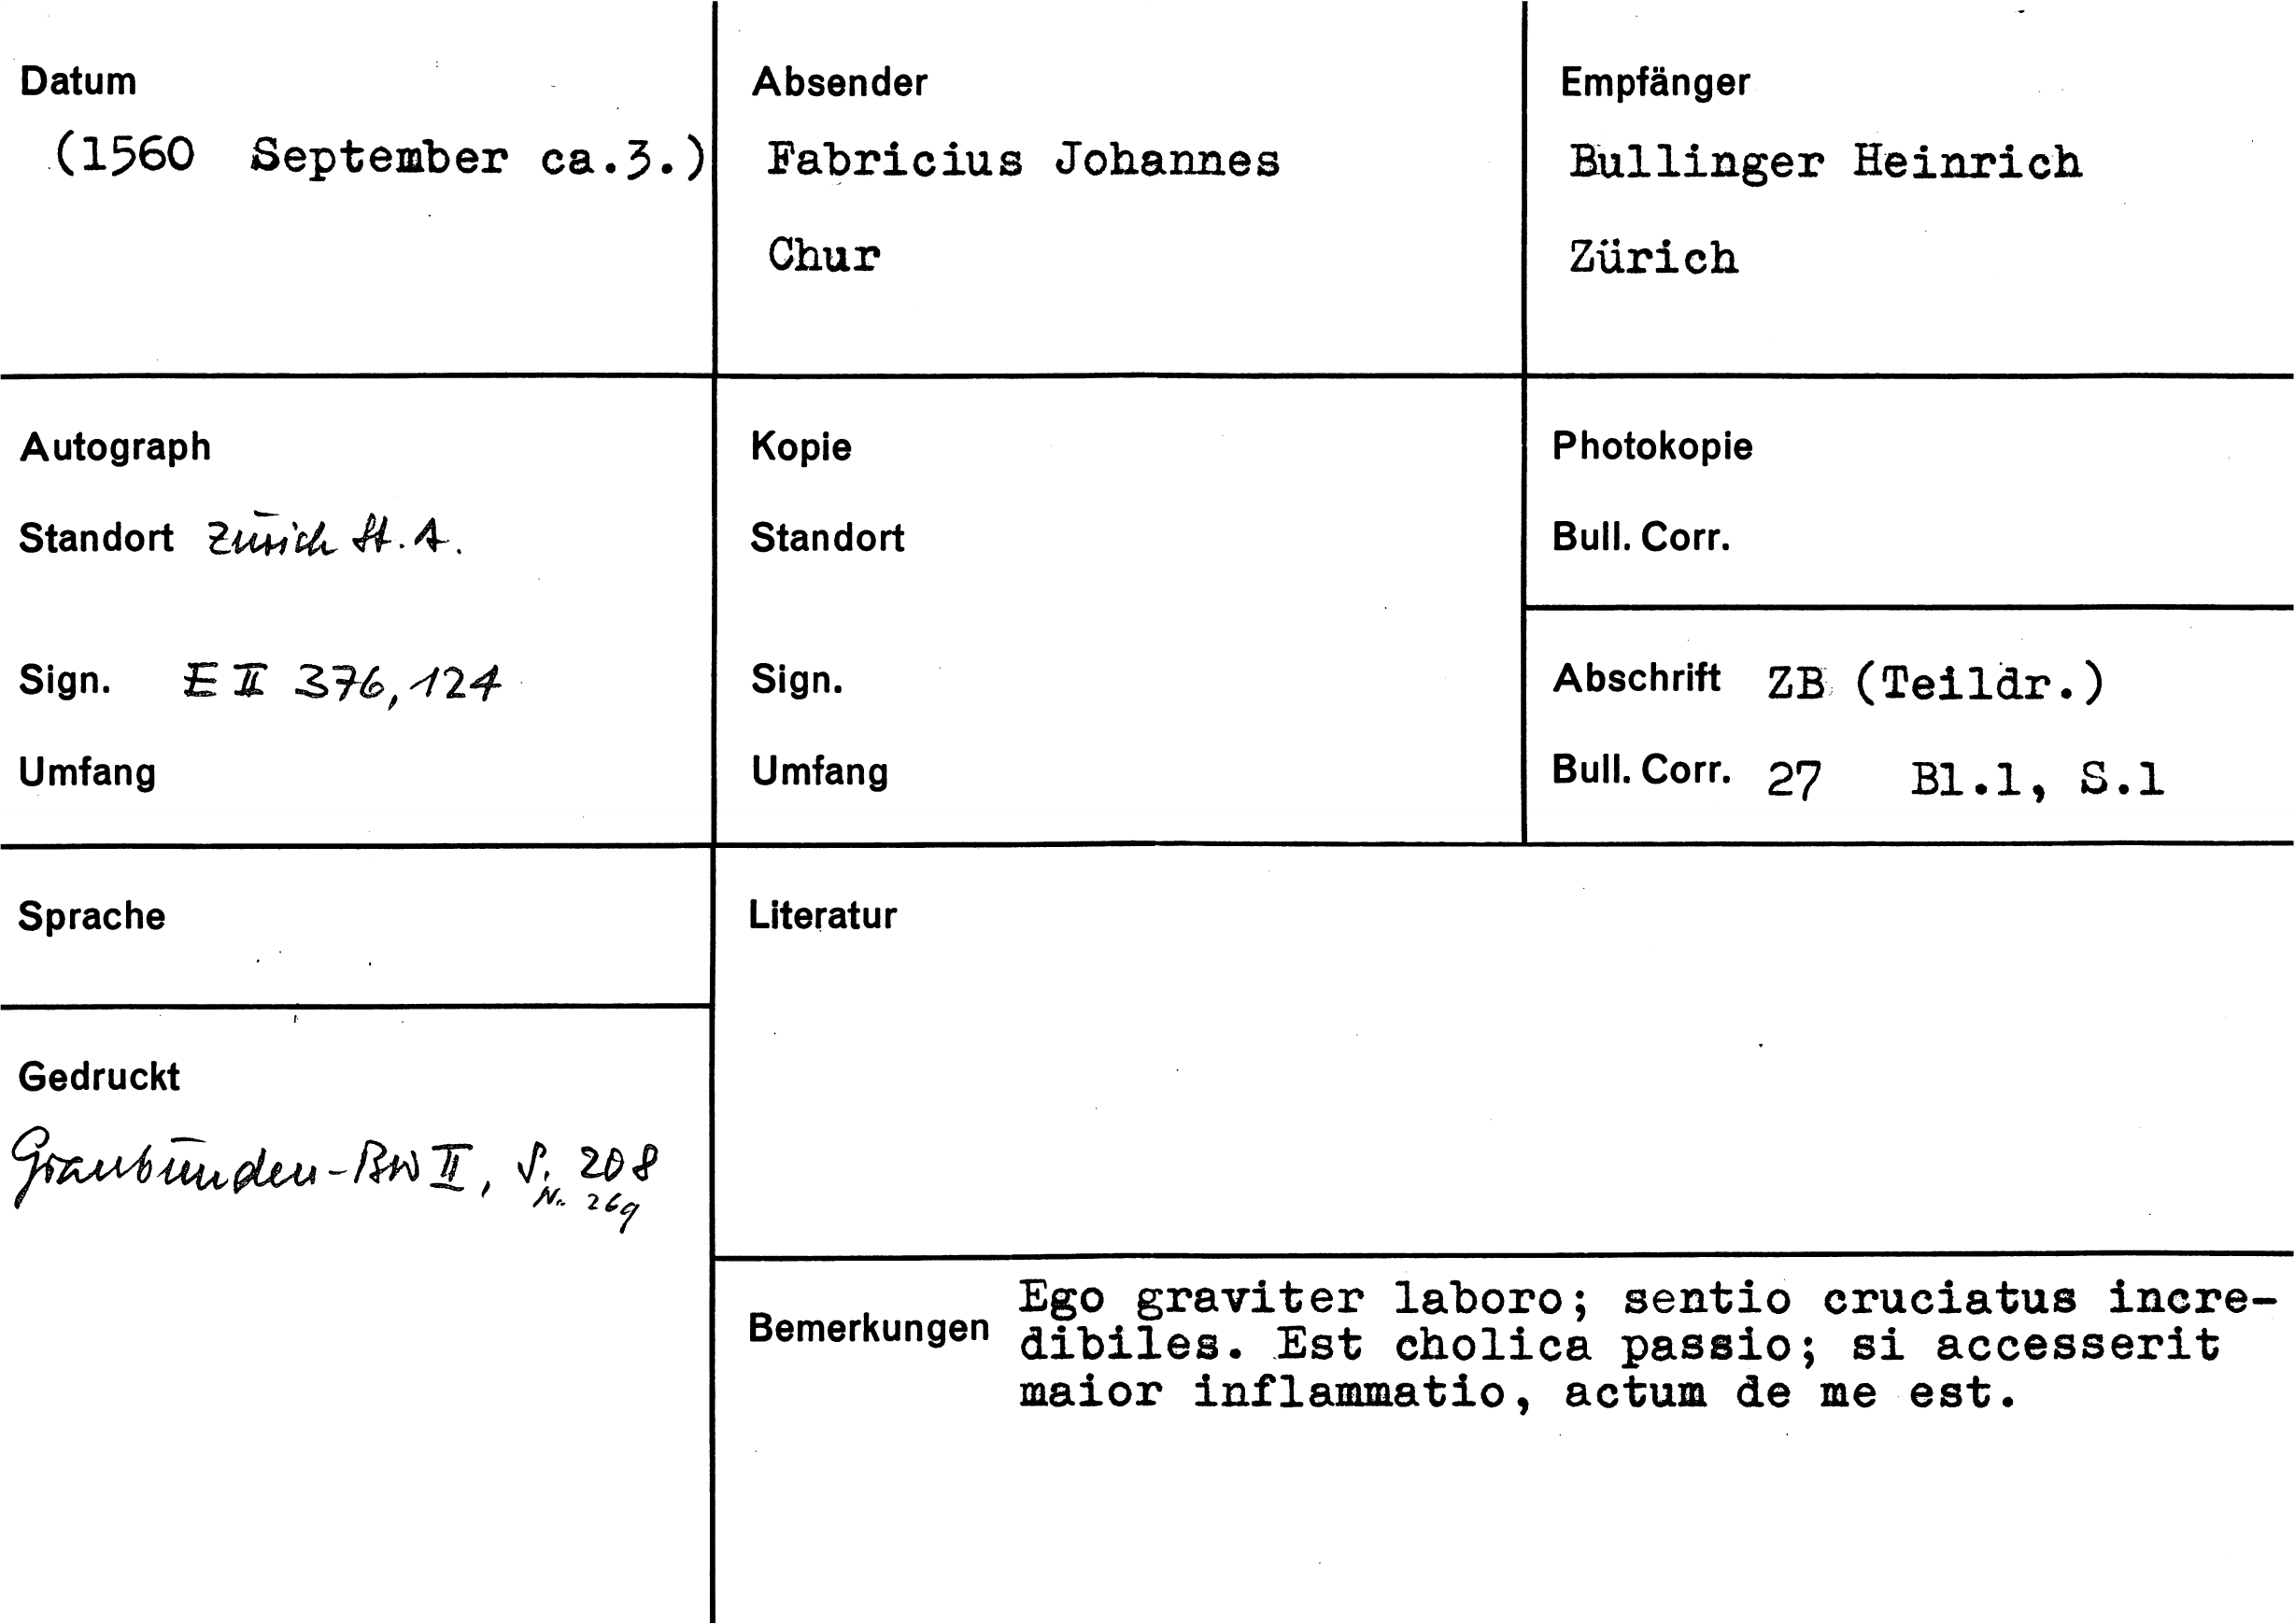 Datum
(1560 September ca.3.)
Absender
Fabricius Johannes
Chur
Empfänger
Bullinger Heinrich
Zürich
Autograph
Standort Zürich St. A.
Sign. E II 376, 124
Umfang
Kopie
Standort
Sign.
Umfang
Photokopie
Bull. Corr.
Abschrift ZB (Teildr.)
Bull. Corr. 27 Bl.1, S.1
Sprache
Literatur
Gedruckt
Graubünden-BW II, S. 208
Nr. 269
Bemerkungen
Ego graviter laboro; sentio cruciatus incre-
dibiles. Est cholica passio; si accesserit
maior inflammatio, actum de me est.